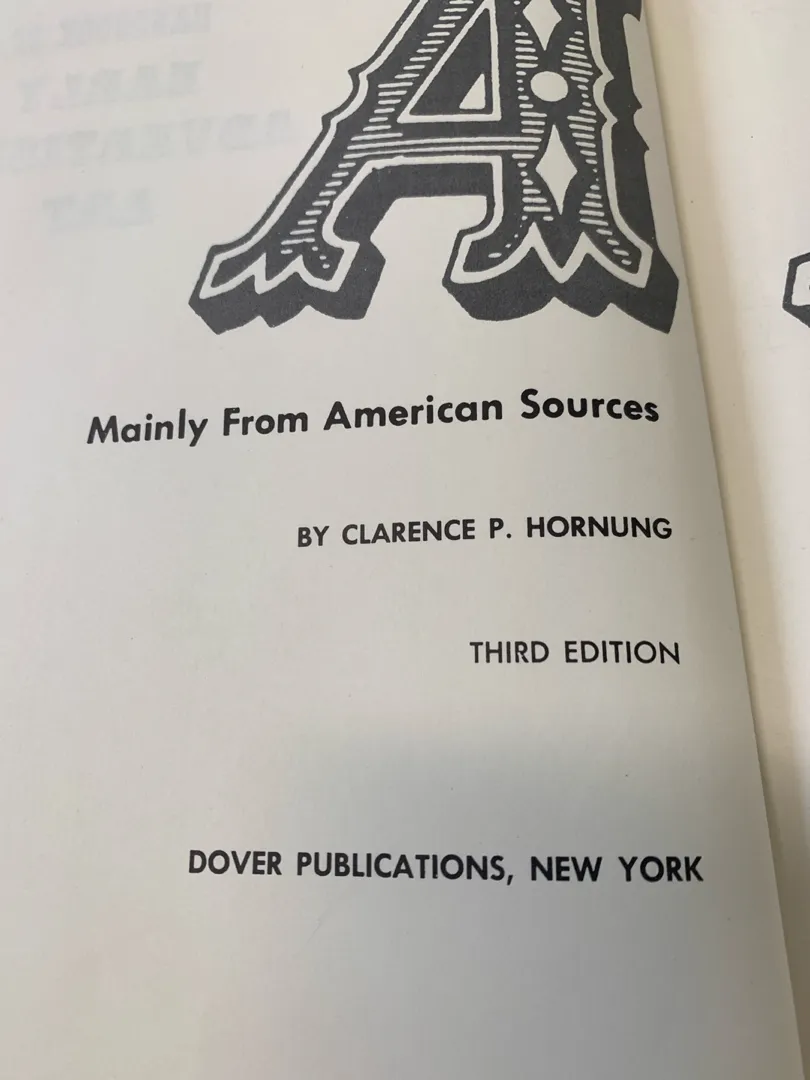 A
Mainly From American Sources
BY CLARENCE P. HORNUNG
THIRD EDITION
DOVER PUBLICATIONS, NEW YORK